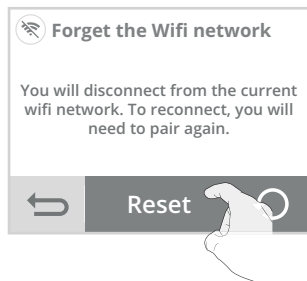 Forget the Wifi network
You will disconnect from the current
wifi network. To reconnect, you will
need to pair again.
Reset